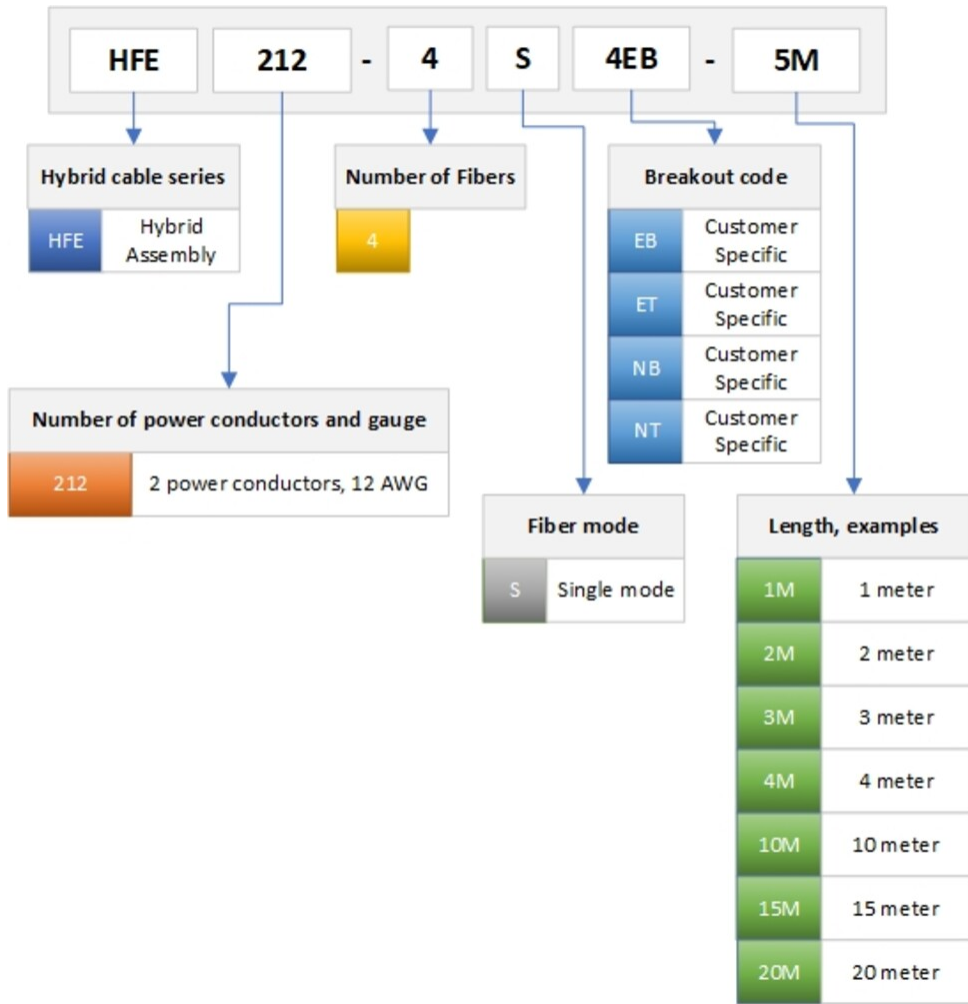 HFE 212 - 4 S 4EB - 5M
Hybrid cable series
HFE Hybrid
Assembly
Number of Fibers
4
Breakout code
EB Customer
Specific
ET Customer
Specific
NB Customer
Specific
NT Customer
Specific
Number of power conductors and gauge
212 2 power conductors, 12 AWG
Fiber mode
S Single mode
Length, examples
1M 1 meter
2M 2 meter
3M 3 meter
4M 4 meter
10M 10 meter
15M 15 meter
20M 20 meter